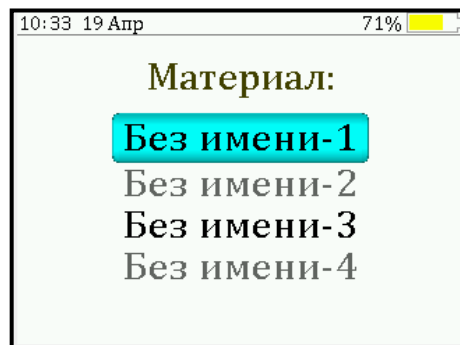 10:33 19 Апр 71%
Материал:
Без имени-1
Без имени-2
Без имени-3
Без имени-4